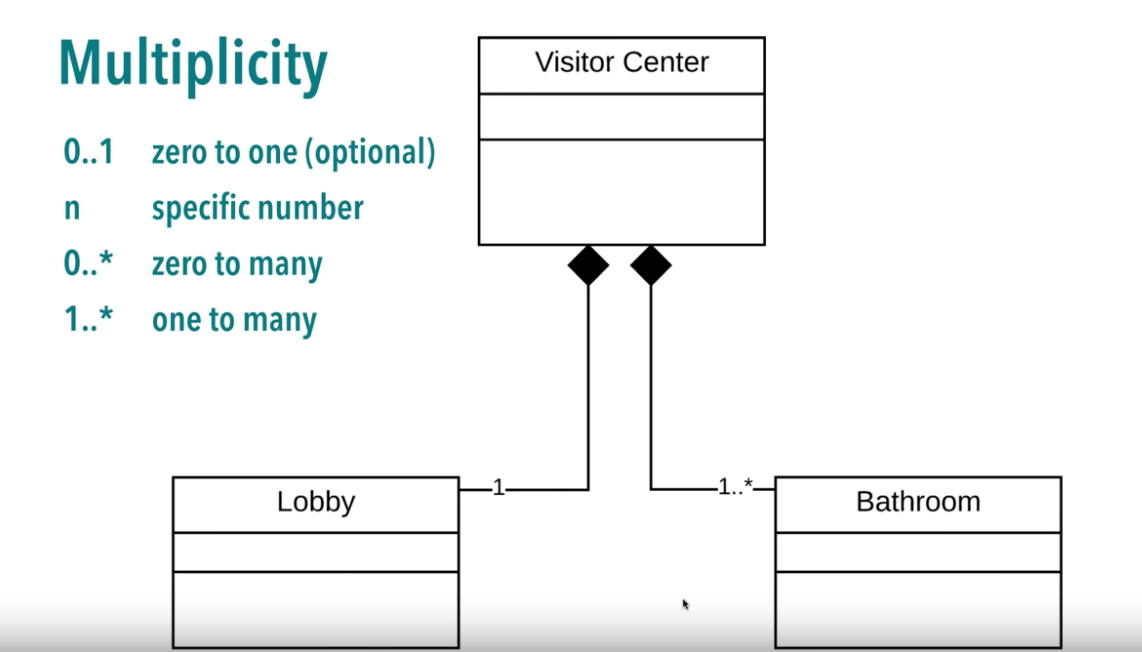 Multiplicity
0..1 zero to one (optional)
n specific number
0..* zero to many
1..* one to many
Visitor Center
1
1..*
Lobby
Bathroom